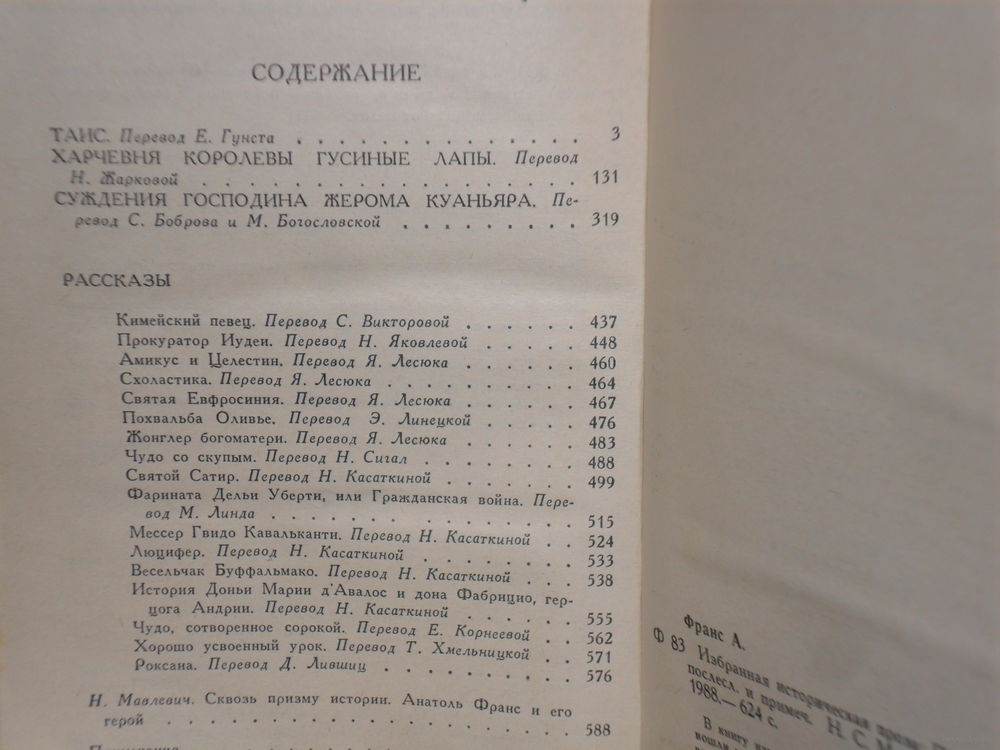 СОДЕРЖАНИЕ
ТАИС. Перевод Е. Гунста . . . . . . . . . . . . . . 3
ХАРЧЕВНЯ КОРОЛЕВЫ ГУСИНЫЕ ЛАПЫ. Перевод
Н. Жарковой . . . . . . . . . . . . . . . . . . 131
СУЖДЕНИЯ ГОСПОДИНА ЖЕРОМА КУАНЬЯРА. Пе-
ревод С. Боброва и М. Богословской . . . . . . . . . 319
РАССКАЗЫ
Кимейский певец. Перевод С. Викторовой . . . . . . 437
Прокуратор Иудеи. Перевод Н. Яковлевой . . . . . 448
Амикус и Целестин. Перевод Я. Лесюка . . . . . . 460
Схоластика. Перевод Я. Лесюка . . . . . . . . . 464
Святая Евфросиния. Перевод Я. Лесюка . . . . . . 467
Похвальба Оливье. Перевод Э. Линецкой . . . . . 476
Жонглер богоматери. Перевод Я. Лесюка . . . . . . 483
Чудо со скупым. Перевод Н. Сигал . . . . . . . . 488
Святой Сатир. Перевод Н. Касаткиной . . . . . . . 499
Фарината Дельи Уберти, или Гражданская война. Пере-
вод М. Линда . . . . . . . . . . . . . . 515
Мессер Гвидо Кавальканти. Перевод Н. Касаткиной . . 524
Люцифер. Перевод Н. Касаткиной . . . . . . . . 533
Весельчак Буффальмако. Перевод Н. Касаткиной . . . 538
История Доньи Марии д'Авалос и дона Фабрицио, гер-
цога Андрии. Перевод Н. Касаткиной . . . . . . 555
Чудо, сотворенное сорокой. Перевод Е. Корнеевой . . 562
Хорошо усвоенный урок. Перевод Т. Хмельницкой . . 571
Роксана. Перевод Д. Лившиц . . . . . . . . . 576
Н. Мавлевич. Сквозь призму истории. Анатоль Франс и его
герой . . . . . . . . . . . . . . . . . . 588
Франс А.
Ф 83 Избранная историческая проза
послесл. и примеч. Н. С.
1988.— 624 с.
В книгу
вошли